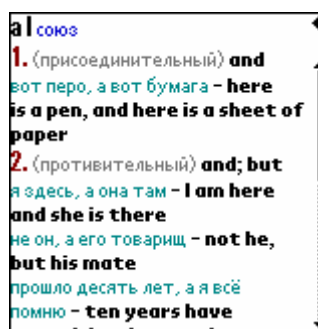 а I союз
1. (присоединительный) and
вот перо, а вот бумага – here
is a pen, and here is a sheet of
paper
2. (противительный) and; but
я здесь, а она там – I am here
and she is there
не он, а его товарищ – not he,
but his mate
прошло десять лет, а я всё
помню – ten years have